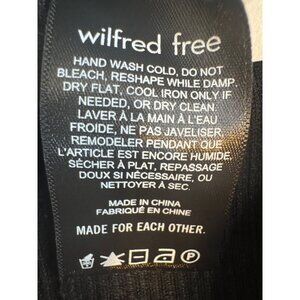 wilfred free
HAND WASH COLD, DO NOT
BLEACH, RESHAPE WHILE DAMP.
DRY FLAT, COOL IRON ONLY IF
NEEDED, OR DRY CLEAN.
LAVER À LA MAIN À L'EAU
FROIDE, NE PAS JAVELISER,
REMODELER PENDANT QUE
L'ARTICLE EST ENCORE HUMIDE,
SÉCHER À PLAT, REPASSAGE
DOUX SI NÉCESSAIRE, OU
NETTOYER À SEC.
MADE IN CHINA
FABRIQUÉ EN CHINE
MADE FOR EACH OTHER.
P